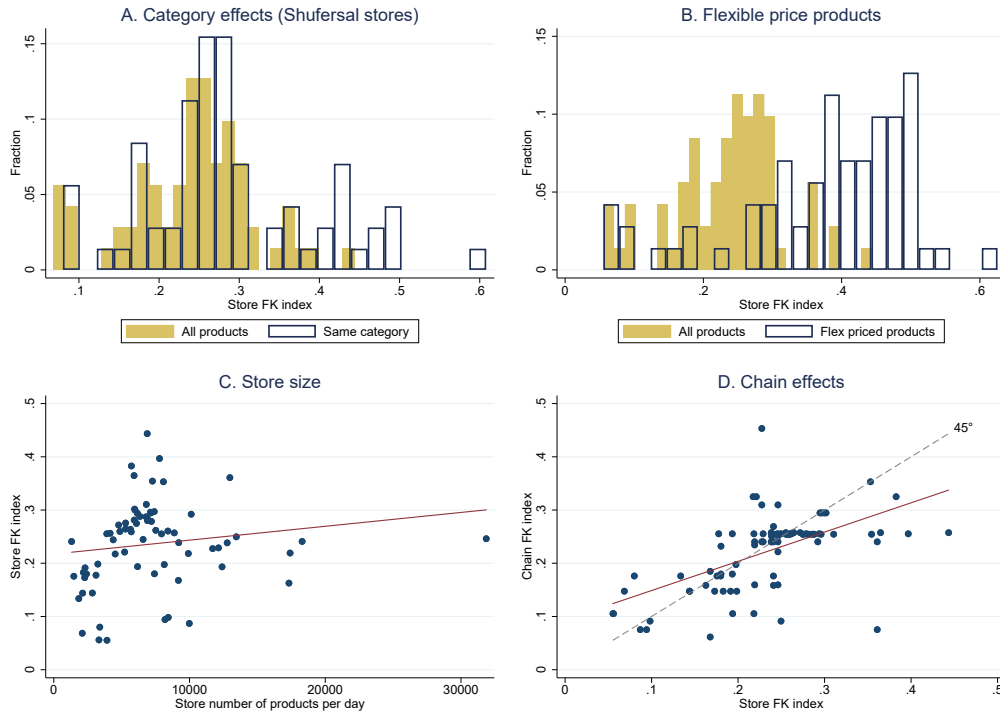 A. Category effects (Shufersal stores)
Fraction
.15
.1
.05
0
.1 .2 .3 .4 .5 .6
Store FK index
All products Same category
B. Flexible price products
Fraction
.15
.1
.05
0
0 .2 .4 .6
Store FK index
All products Flex priced products
C. Store size
Store FK index
.5
.4
.3
.2
.1
0
0 10000 20000 30000
Store number of products per day
D. Chain effects
Chain FK index
.5
.4
.3
.2
.1
0
45°
0 .1 .2 .3 .4 .5
Store FK index